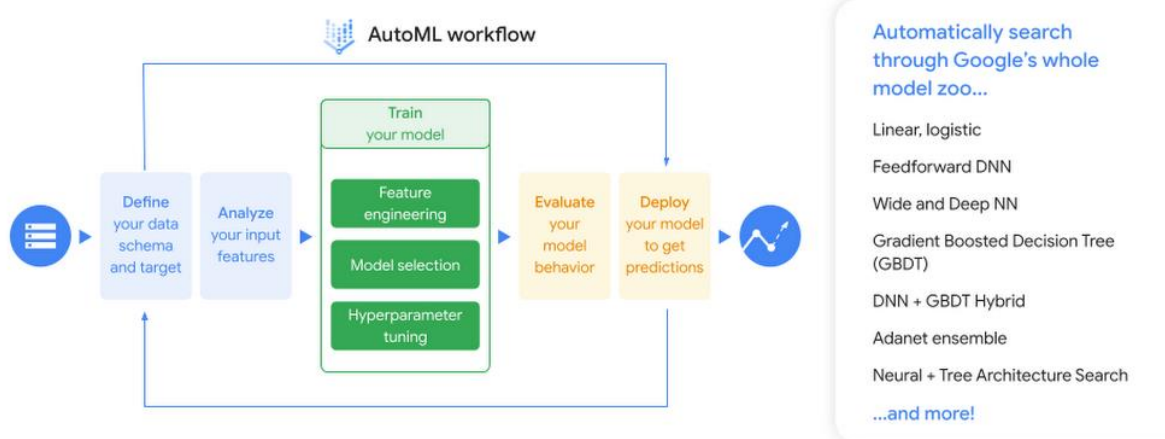 AutoML workflow
Train
your model
Define
your data
schema
and target
Analyze
your input
features
Feature
engineering
Model selection
Hyperparameter
tuning
Evaluate
your
model
behavior
Deploy
your model
to get
predictions
Automatically search
through Google's whole
model zoo...
Linear, logistic
Feedforward DNN
Wide and Deep NN
Gradient Boosted Decision Tree
(GBDT)
DNN + GBDT Hybrid
Adanet ensemble
Neural + Tree Architecture Search
...and more!